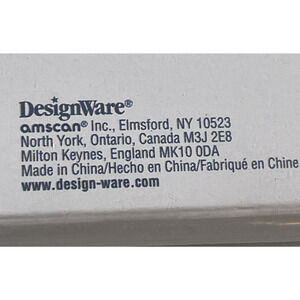 DesignWare®
amscan® Inc., Elmsford, NY 10523
North York, Ontario, Canada M3J 2E8
Milton Keynes, England MK10 0DA
Made in China/Hecho en China/Fabriqué en Chine
www.design-ware.com